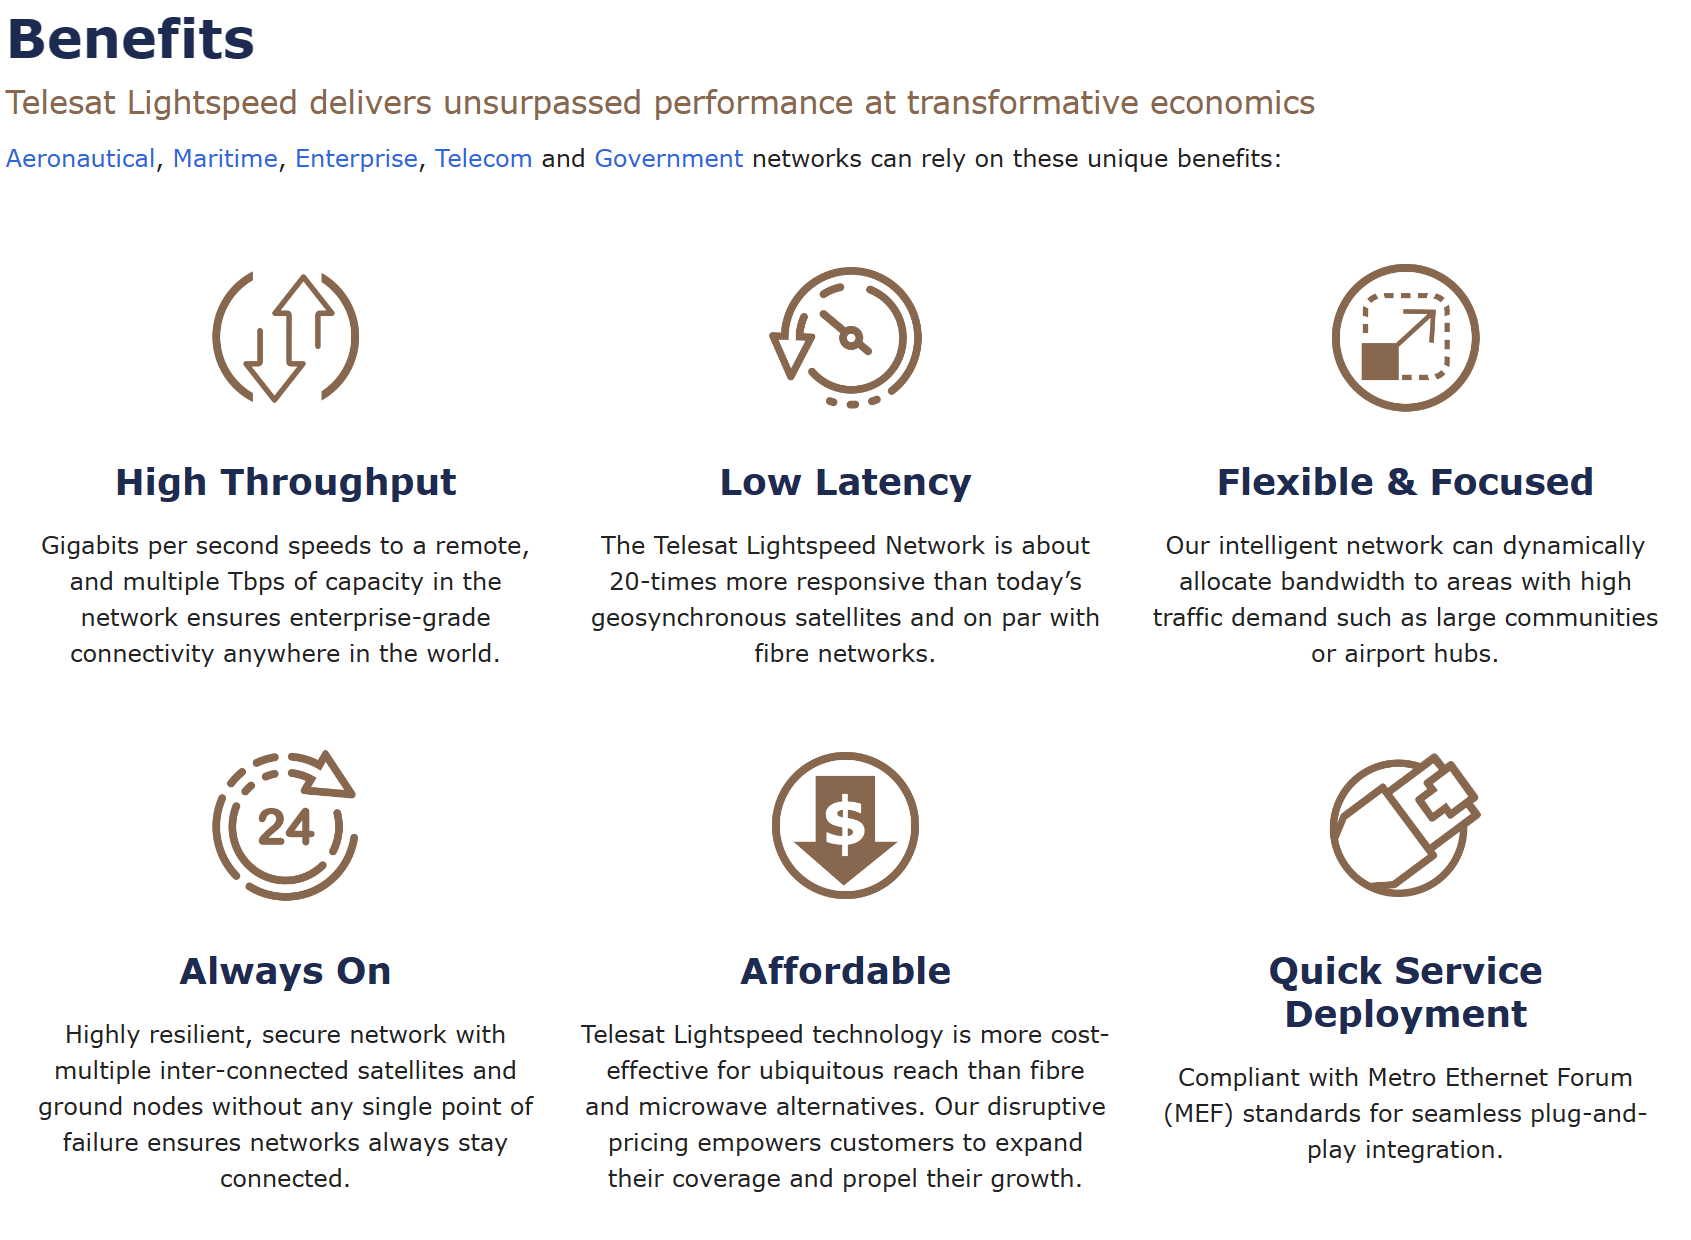 Benefits
Telesat Lightspeed delivers unsurpassed performance at transformative economics
Aeronautical, Maritime, Enterprise, Telecom and Government networks can rely on these unique benefits:
High Throughput
Gigabits per second speeds to a remote,
and multiple Tbps of capacity in the
network ensures enterprise-grade
connectivity anywhere in the world.
Low Latency
The Telesat Lightspeed Network is about
20-times more responsive than today’s
geosynchronous satellites and on par with
fibre networks.
Flexible & Focused
Our intelligent network can dynamically
allocate bandwidth to areas with high
traffic demand such as large communities
or airport hubs.
24
Always On
Highly resilient, secure network with
multiple inter-connected satellites and
ground nodes without any single point of
failure ensures networks always stay
connected.
$
Affordable
Telesat Lightspeed technology is more cost-
effective for ubiquitous reach than fibre
and microwave alternatives. Our disruptive
pricing empowers customers to expand
their coverage and propel their growth.
Quick Service
Deployment
Compliant with Metro Ethernet Forum
(MEF) standards for seamless plug-and-
play integration.